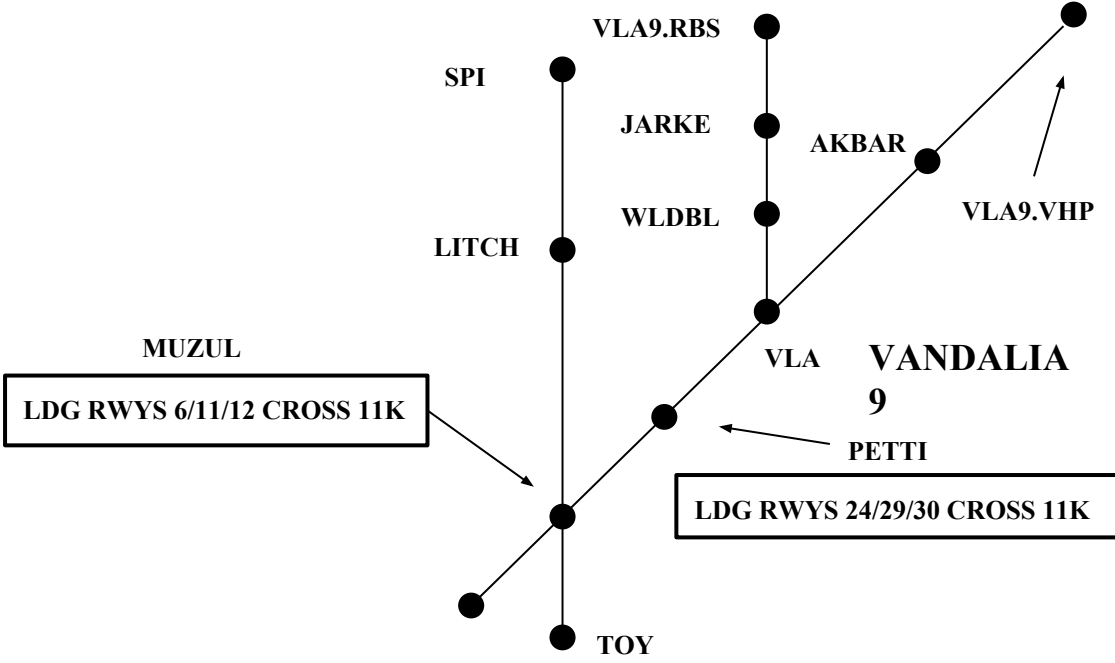 VLA9.RBS
SPI
JARKE
AKBAR
VLA9.VHP
WLDBL
LITCH
MUZUL
VLA
VANDALIA
9
LDG RWYS 6/11/12 CROSS 11K
PETTI
LDG RWYS 24/29/30 CROSS 11K
TOY